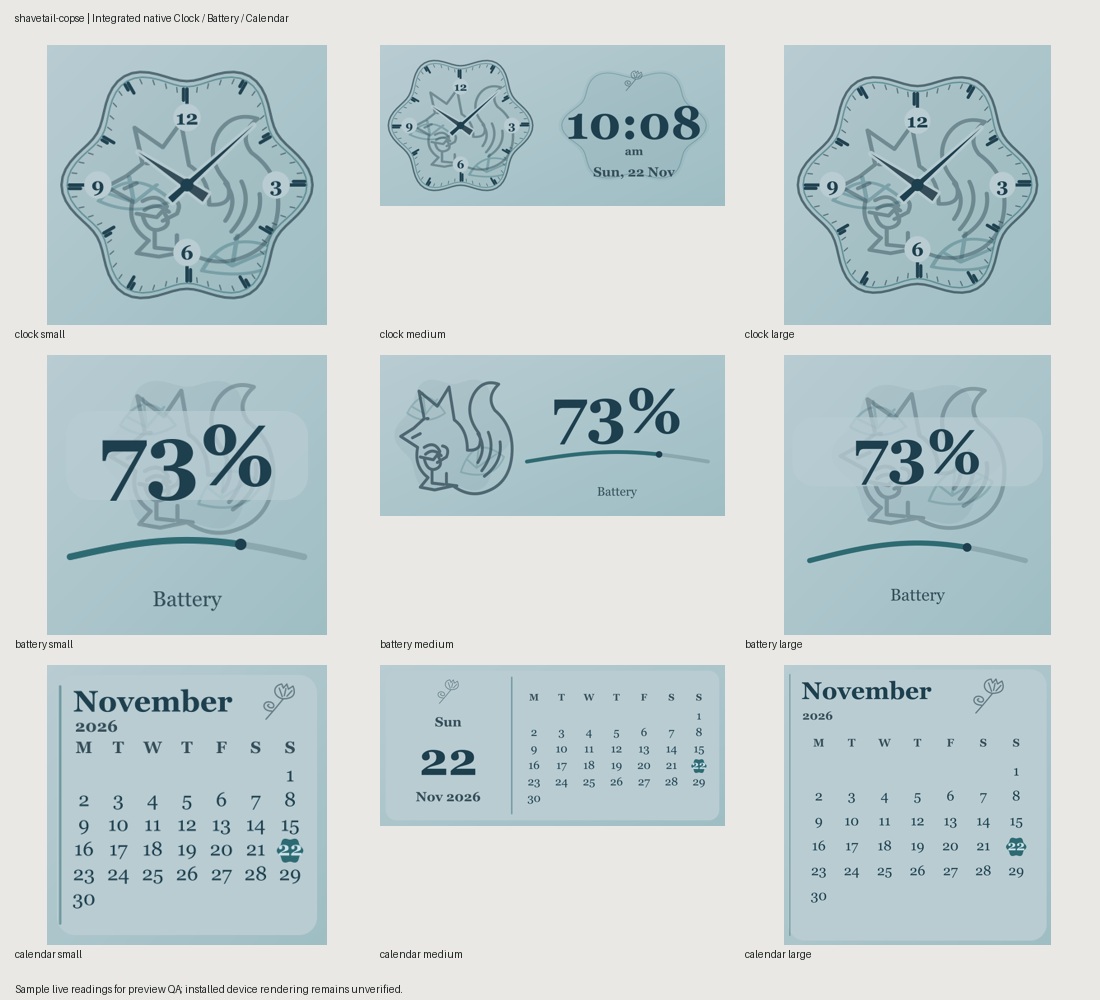 shavetail-copse | Integrated native Clock / Battery / Calendar
12
9
3
6
clock small
12
9
3
6
10:08
am
Sun, 22 Nov
clock medium
12
9
3
6
clock large
73%
Battery
battery small
73%
Battery
battery medium
73%
Battery
battery large
November
2026
M T W T F S S
1
2 3 4 5 6 7 8
9 10 11 12 13 14 15
16 17 18 19 20 21 22
23 24 25 26 27 28 29
30
calendar small
Sun
22
Nov 2026
M T W T F S S
1
2 3 4 5 6 7 8
9 10 11 12 13 14 15
16 17 18 19 20 21 22
23 24 25 26 27 28 29
30
calendar medium
November
2026
M T W T F S S
1
2 3 4 5 6 7 8
9 10 11 12 13 14 15
16 17 18 19 20 21 22
23 24 25 26 27 28 29
30
calendar large
Sample live readings for preview QA; installed device rendering remains unverified.